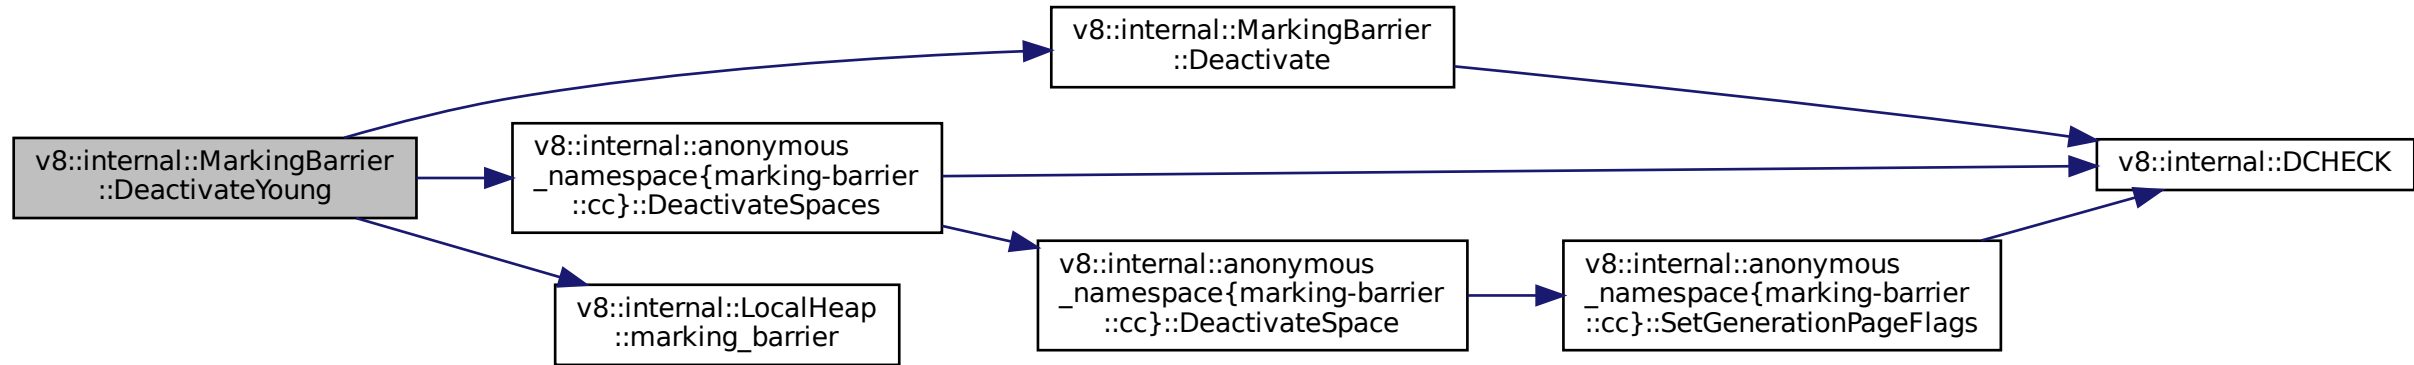 v8::internal::MarkingBarrier
::DeactivateYoung
v8::internal::MarkingBarrier
::Deactivate
v8::internal::anonymous
_namespace{marking-barrier
::cc}::DeactivateSpaces
v8::internal::LocalHeap
::marking_barrier
v8::internal::anonymous
_namespace{marking-barrier
::cc}::DeactivateSpace
v8::internal::anonymous
_namespace{marking-barrier
::cc}::SetGenerationPageFlags
v8::internal::DCHECK